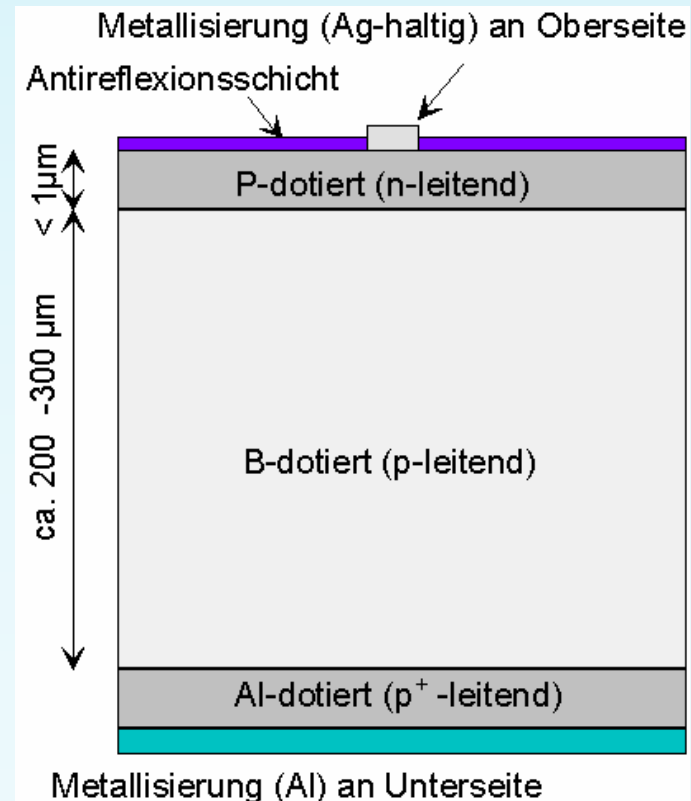 Metallisierung (Ag-haltig) an Oberseite
Antireflexionsschicht
< 1µm
P-dotiert (n-leitend)
ca. 200 -300 µm
B-dotiert (p-leitend)
Al-dotiert (p⁺ -leitend)
Metallisierung (Al) an Unterseite